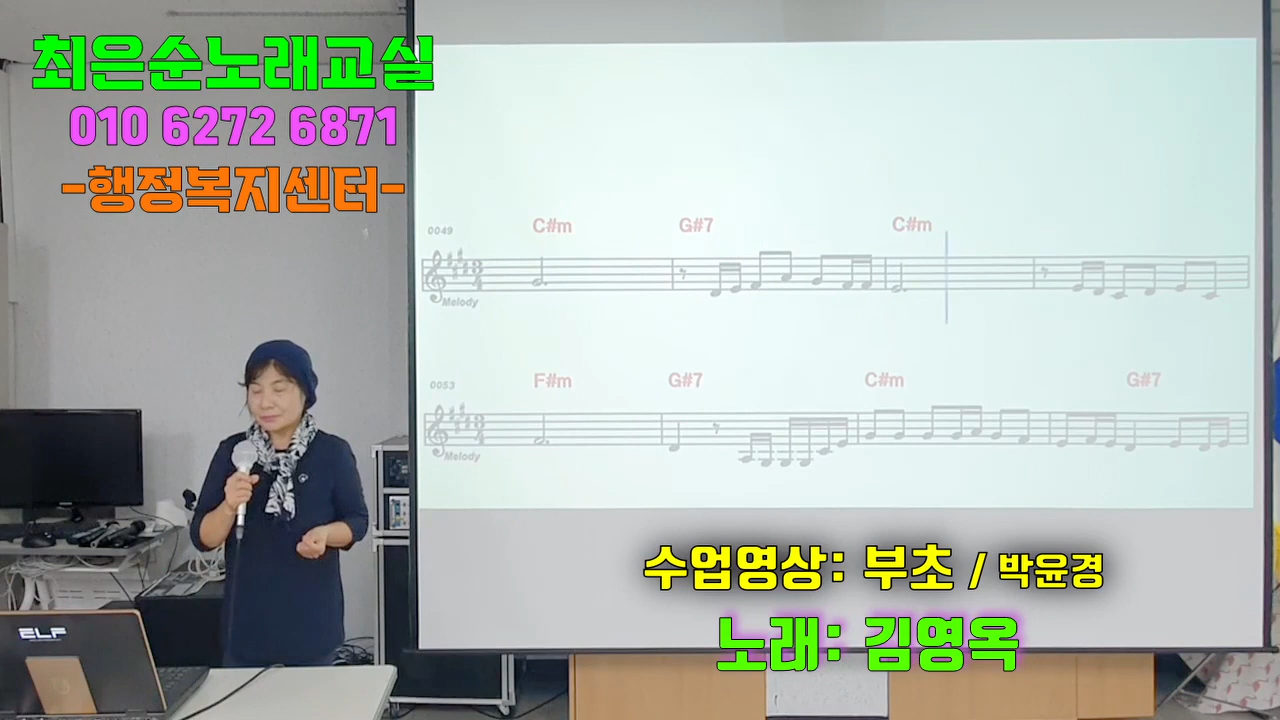 최은순노래교실
010 6272 6871
-행정복지센터-
0049 C#m G#7 C#m
Melody
0053 F#m G#7 C#m G#7
Melody
ELF
수업영상: 부초 / 박윤경
노래: 김영옥